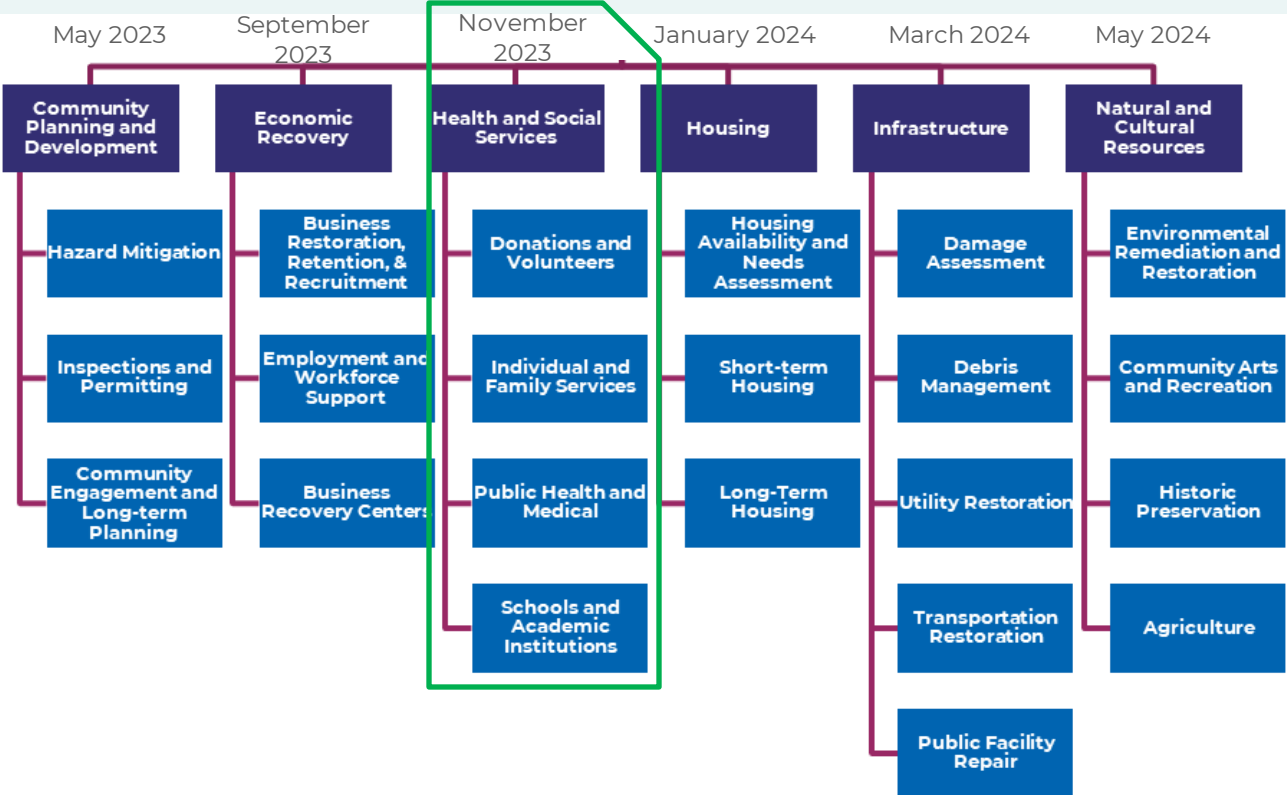 May 2023
September
2023
November
2023
January 2024
March 2024
May 2024
Community
Planning and
Development
Economic
Recovery
Health and Social
Services
Housing
Infrastructure
Natural and
Cultural
Resources
Hazard Mitigation
Inspections and
Permitting
Community
Engagement and
Long-term
Planning
Business
Restoration,
Retention, &
Recruitment
Employment and
Workforce
Support
Business
Recovery Centers
Donations and
Volunteers
Individual and
Family Services
Public Health and
Medical
Schools and
Academic
Institutions
Housing
Availability and
Needs
Assessment
Short-term
Housing
Long-Term
Housing
Damage
Assessment
Debris
Management
Utility Restoration
Transportation
Restoration
Public Facility
Repair
Environmental
Remediation and
Restoration
Community Arts
and Recreation
Historic
Preservation
Agriculture